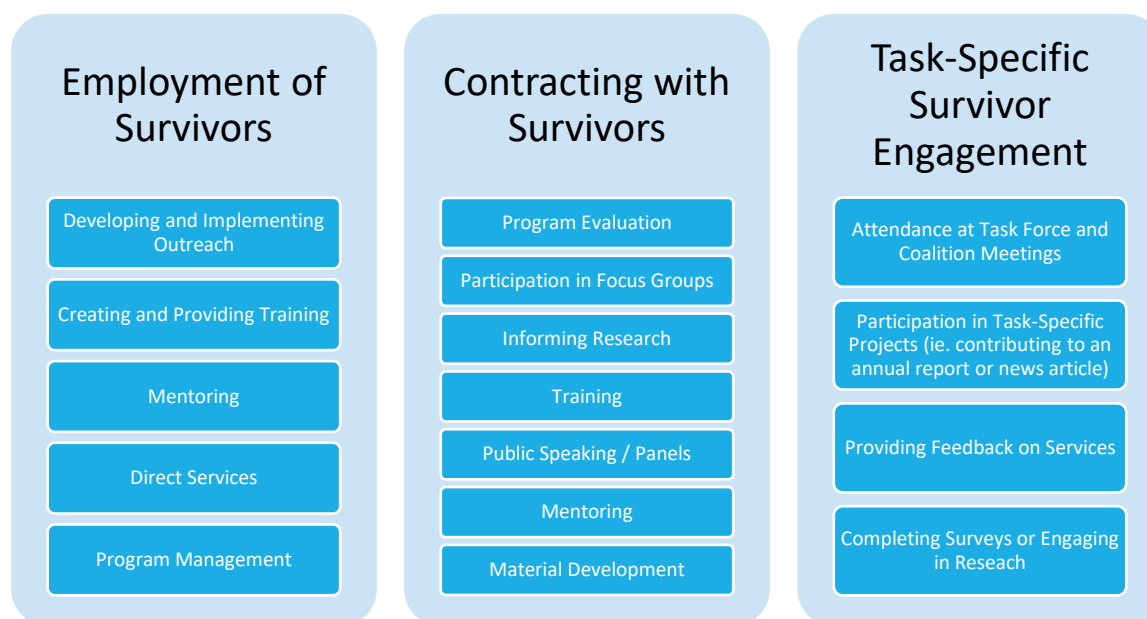 Employment of
Survivors
Developing and Implementing
Outreach
Creating and Providing Training
Mentoring
Direct Services
Program Management
Contracting with
Survivors
Program Evaluation
Participation in Focus Groups
Informing Research
Training
Public Speaking / Panels
Mentoring
Material Development
Task-Specific
Survivor
Engagement
Attendance at Task Force and
Coalition Meetings
Participation in Task-Specific
Projects (ie. contributing to an
annual report or news article)
Providing Feedback on Services
Completing Surveys or Engaging
in Reseach